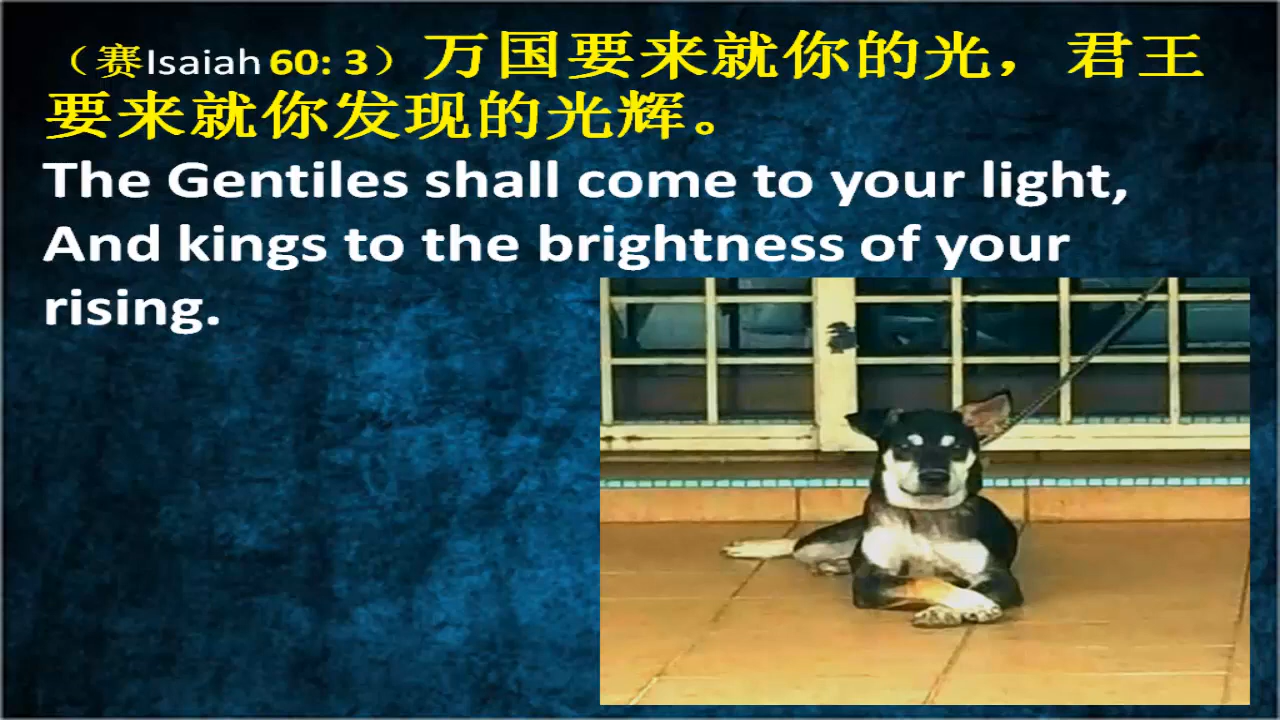 （赛Isaiah 60: 3）万国要来就你的光，君王
要来就你发现的光辉。
The Gentiles shall come to your light,
And kings to the brightness of your
rising.